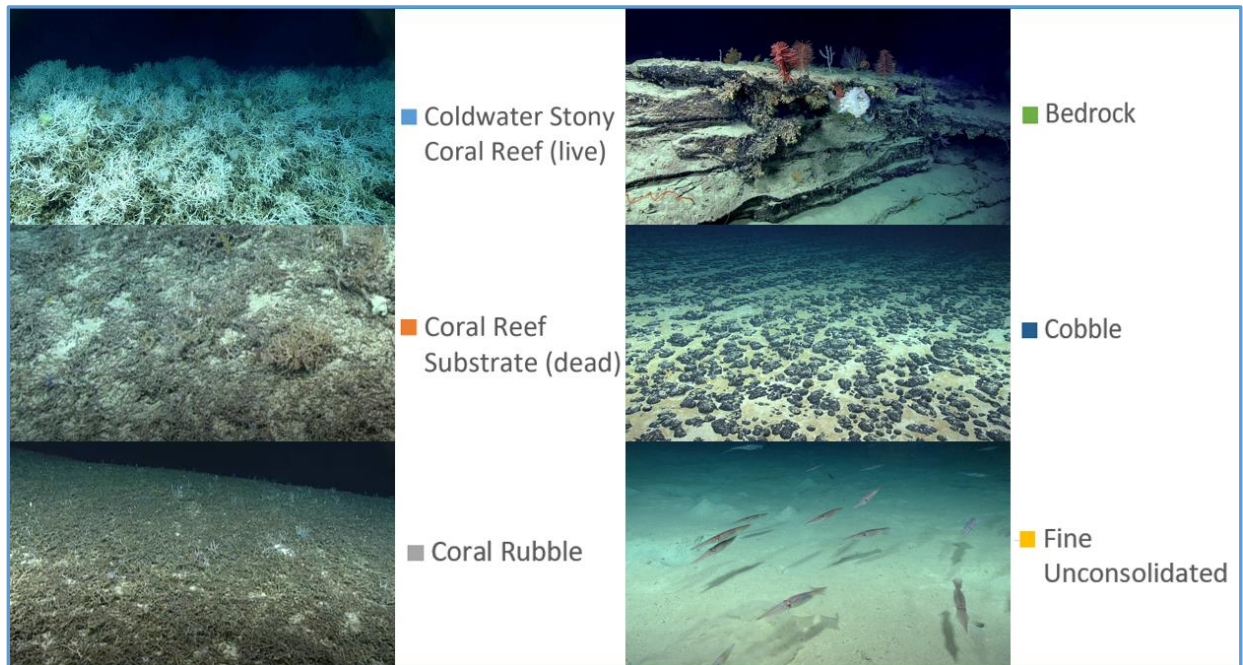 Coldwater Stony
Coral Reef (live)
Bedrock
Coral Reef
Substrate (dead)
Cobble
Coral Rubble
Fine
Unconsolidated